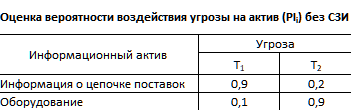 Оценка вероятности воздействия угрозы на актив (PIi) без СЗИ
Информационный актив Угроза
T1 T2
Информация о цепочке поставок 0,9 0,2
Оборудование 0,1 0,9